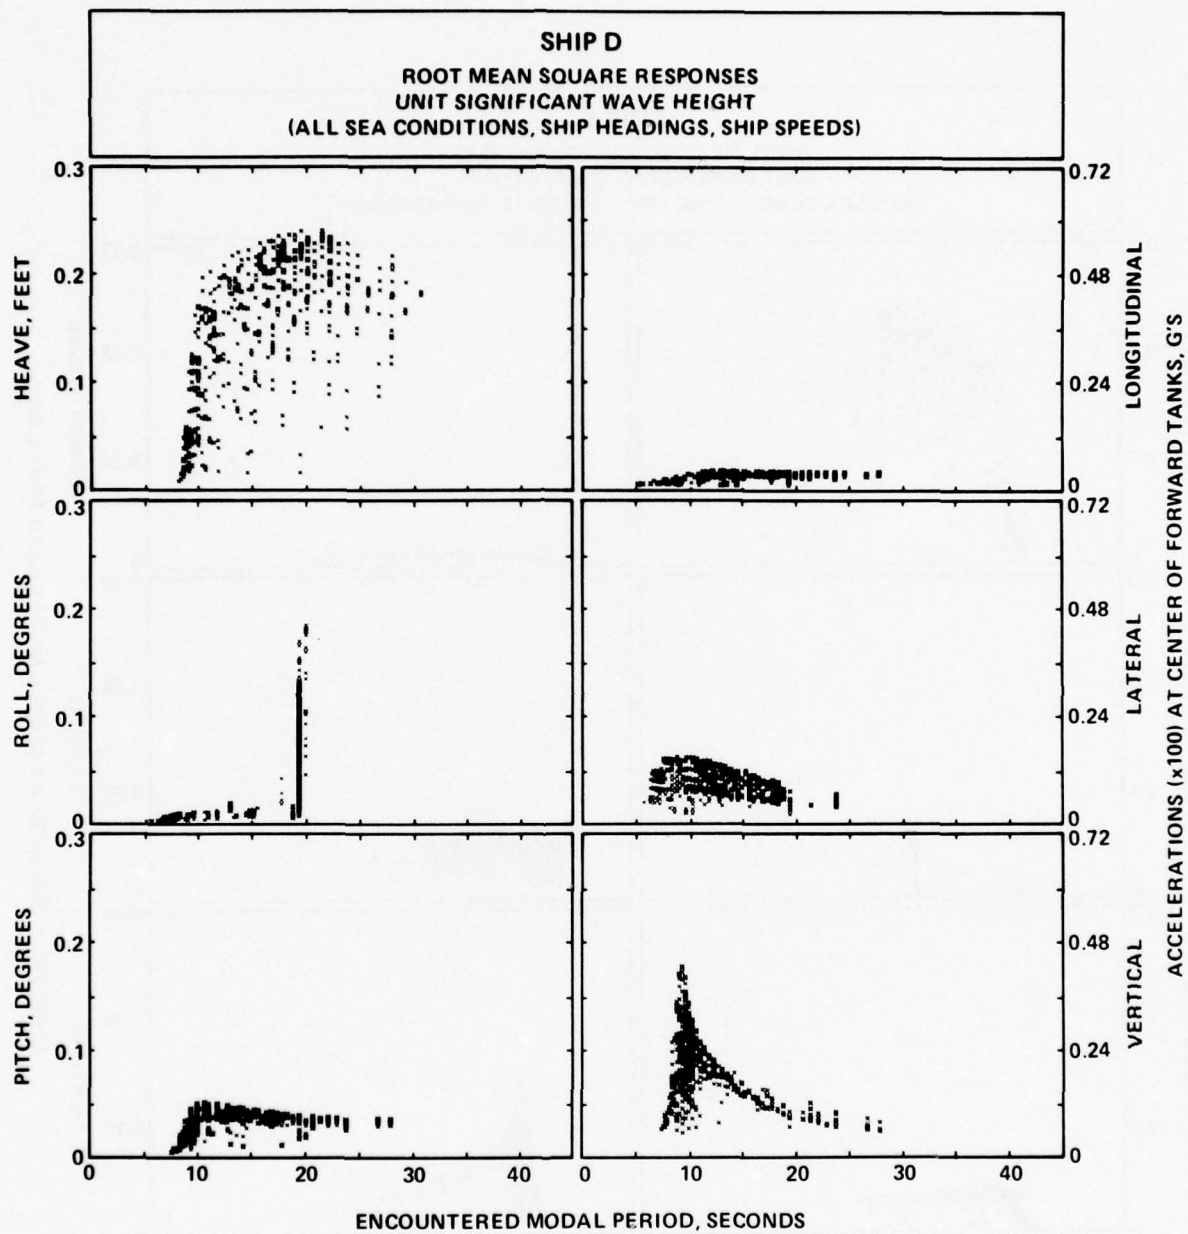 SHIP D
ROOT MEAN SQUARE RESPONSES
UNIT SIGNIFICANT WAVE HEIGHT
(ALL SEA CONDITIONS, SHIP HEADINGS, SHIP SPEEDS)
HEAVE, FEET
0.3
0.2
0.1
0
0.72
0.48
0.24
0
LONGITUDINAL
ROLL, DEGREES
0.3
0.2
0.1
0
0.72
0.48
0.24
0
LATERAL
ACCELERATIONS (x100) AT CENTER OF FORWARD TANKS, G'S
PITCH, DEGREES
0.3
0.2
0.1
0
0.72
0.48
0.24
0
VERTICAL
0 10 20 30 40 0 10 20 30 40
ENCOUNTERED MODAL PERIOD, SECONDS